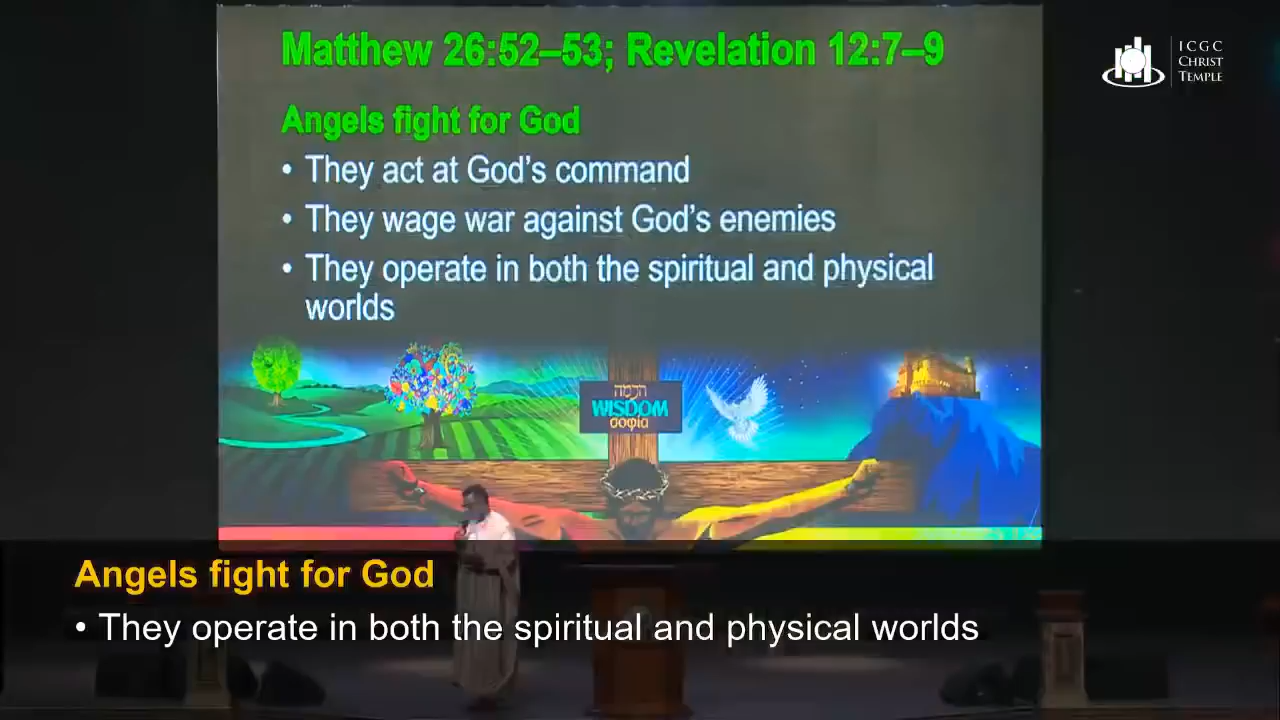 Matthew 26:52–53; Revelation 12:7–9
Angels fight for God
• They act at God's command
• They wage war against God's enemies
• They operate in both the spiritual and physical
worlds
ICGC
CHRIST
TEMPLE
WISDOM
σοφία
Angels fight for God
• They operate in both the spiritual and physical worlds